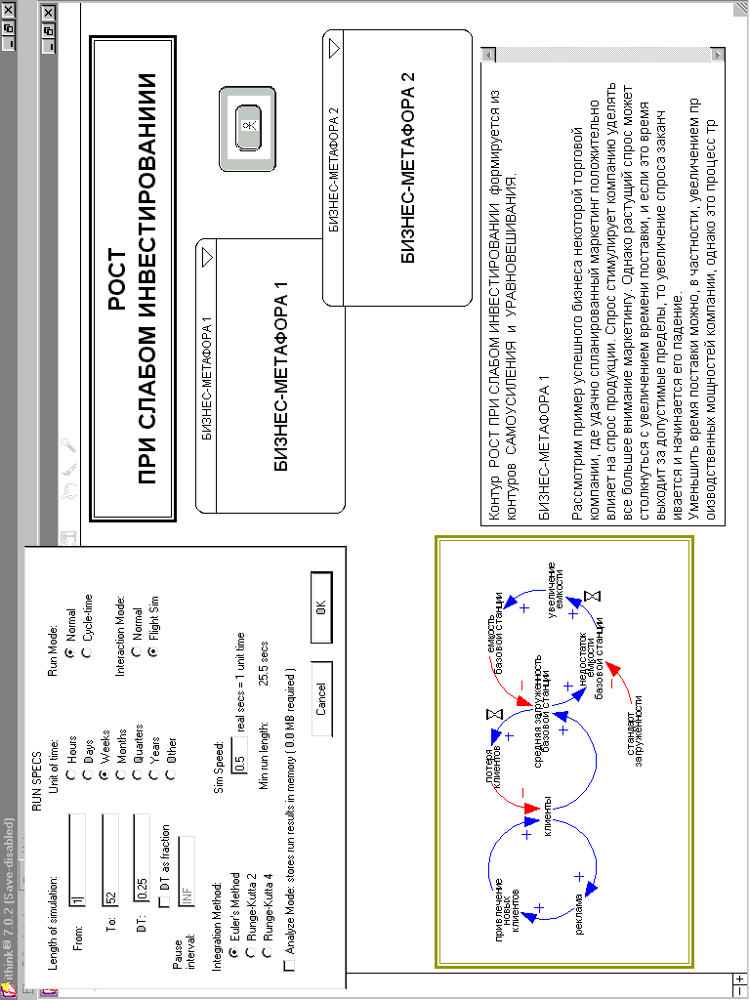 ithink® 7.0.2 (Save-disabled)
RUN SPECS
Length of simulation:
From:
1
To:
52
DT:
0.25
DT as fraction
Pause
interval:
INF
Integration Method:
Euler's Method
Runge-Kutta 2
Runge-Kutta 4
Analyze Mode: stores run results in memory ( 0.0 MB required )
Unit of time:
Hours
Days
Weeks
Months
Quarters
Years
Other
Run Mode:
Normal
Cycle-time
Interaction Mode:
Normal
Flight Sim
Sim Speed:
0.5
real secs = 1 unit time
Min run length:
25.5 secs
Cancel
OK
РОСТ
ПРИ СЛАБОМ ИНВЕСТИРОВАНИИИ
БИЗНЕС-МЕТАФОРА 1
БИЗНЕС-МЕТАФОРА 1
БИЗНЕС-МЕТАФОРА 2
БИЗНЕС-МЕТАФОРА 2
привлечение
новых
клиентов
реклама
клиенты
потеря
клиентов
средняя загруженность
базовой станции
емкость
базовой станции
увеличение
емкости
недостаток
емкости
базовой станции
стандарт
загруженности
Контур РОСТ ПРИ СЛАБОМ ИНВЕСТИРОВАНИИ формируется из
контуров САМОУСИЛЕНИЯ и УРАВНОВЕШИВАНИЯ.
БИЗНЕС-МЕТАФОРА 1
Рассмотрим пример успешного бизнеса некоторой торговой
компании, где удачно спланированный маркетинг положительно
влияет на спрос продукции. Спрос стимулирует компанию уделять
все большее внимание маркетингу. Однако растущий спрос может
столкнуться с увеличением времени поставки, и если это время
выходит за допустимые пределы, то увеличение спроса заканч
ивается и начинается его падение.
Уменьшить время поставки можно, в частности, увеличением пр
оизводственных мощностей компании, однако это процесс тр